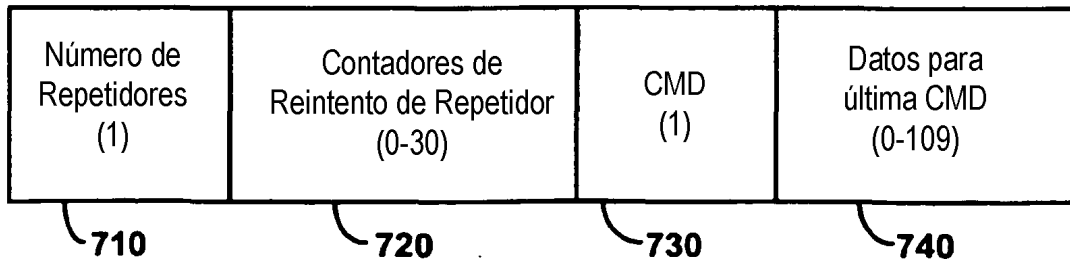 Número de
Repetidores
(1)
Contadores de
Reintento de Repetidor
(0-30)
CMD
(1)
Datos para
última CMD
(0-109)
710
720
730
740